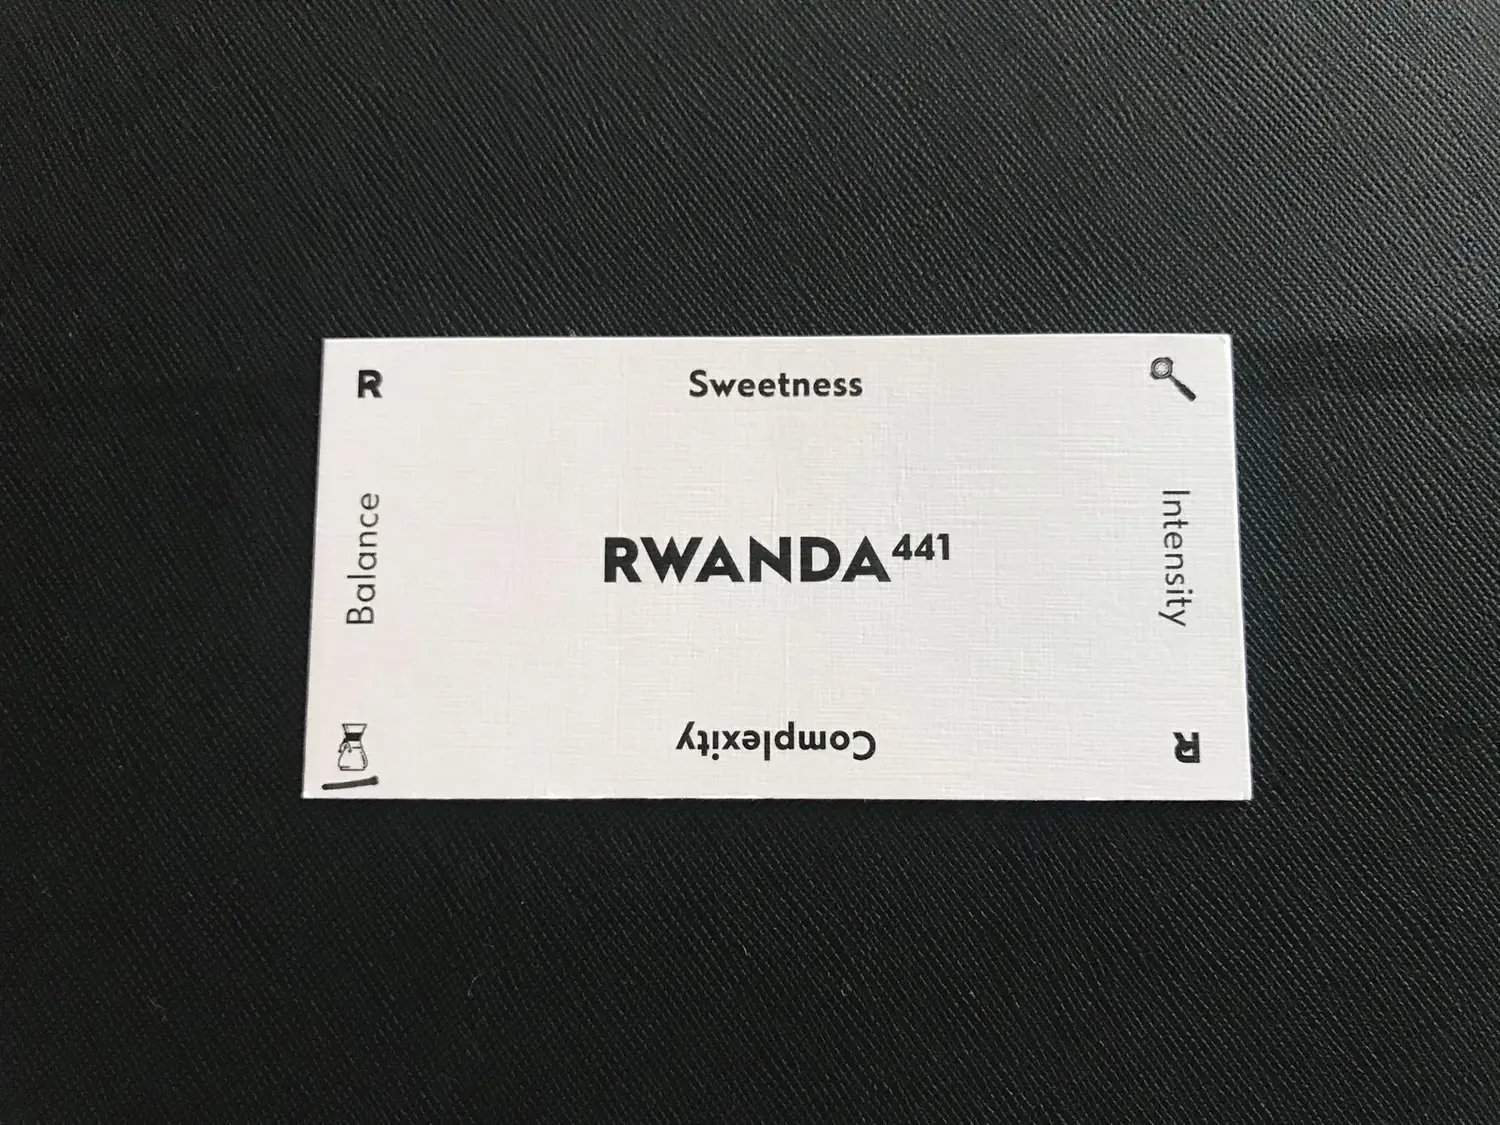 R
Sweetness
Balance
Intensity
RWANDA⁴⁴¹
Complexity
R